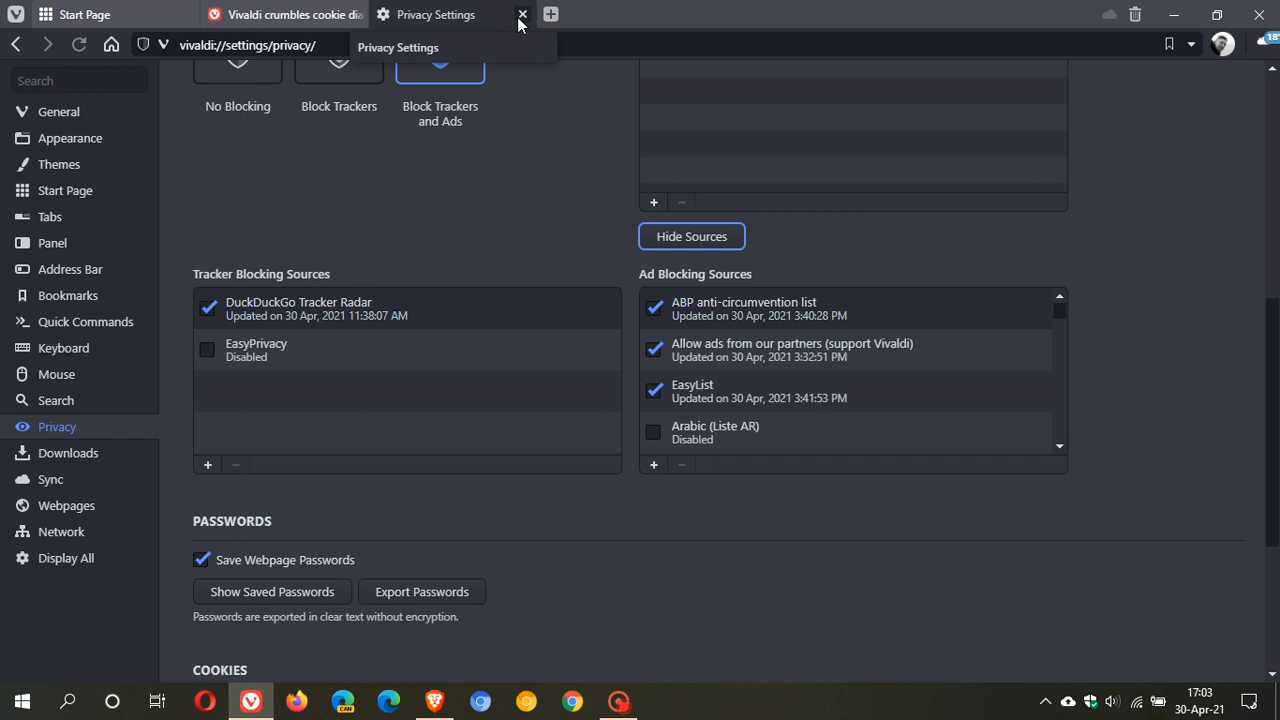 Start Page
Vivaldi crumbles cookie dia
Privacy Settings
vivaldi://settings/privacy/
Privacy Settings
18°
Search
General
Appearance
Themes
Start Page
Tabs
Panel
Address Bar
Bookmarks
Quick Commands
Keyboard
Mouse
Search
Privacy
Downloads
Sync
Webpages
Network
Display All
No Blocking
Block Trackers
Block Trackers
and Ads
Hide Sources
Tracker Blocking Sources
DuckDuckGo Tracker Radar
Updated on 30 Apr, 2021 11:38:07 AM
EasyPrivacy
Disabled
Ad Blocking Sources
ABP anti-circumvention list
Updated on 30 Apr, 2021 3:40:28 PM
Allow ads from our partners (support Vivaldi)
Updated on 30 Apr, 2021 3:32:51 PM
EasyList
Updated on 30 Apr, 2021 3:41:53 PM
Arabic (Liste AR)
Disabled
PASSWORDS
Save Webpage Passwords
Show Saved Passwords
Export Passwords
Passwords are exported in clear text without encryption.
COOKIES
CAN
17:03
30-Apr-21